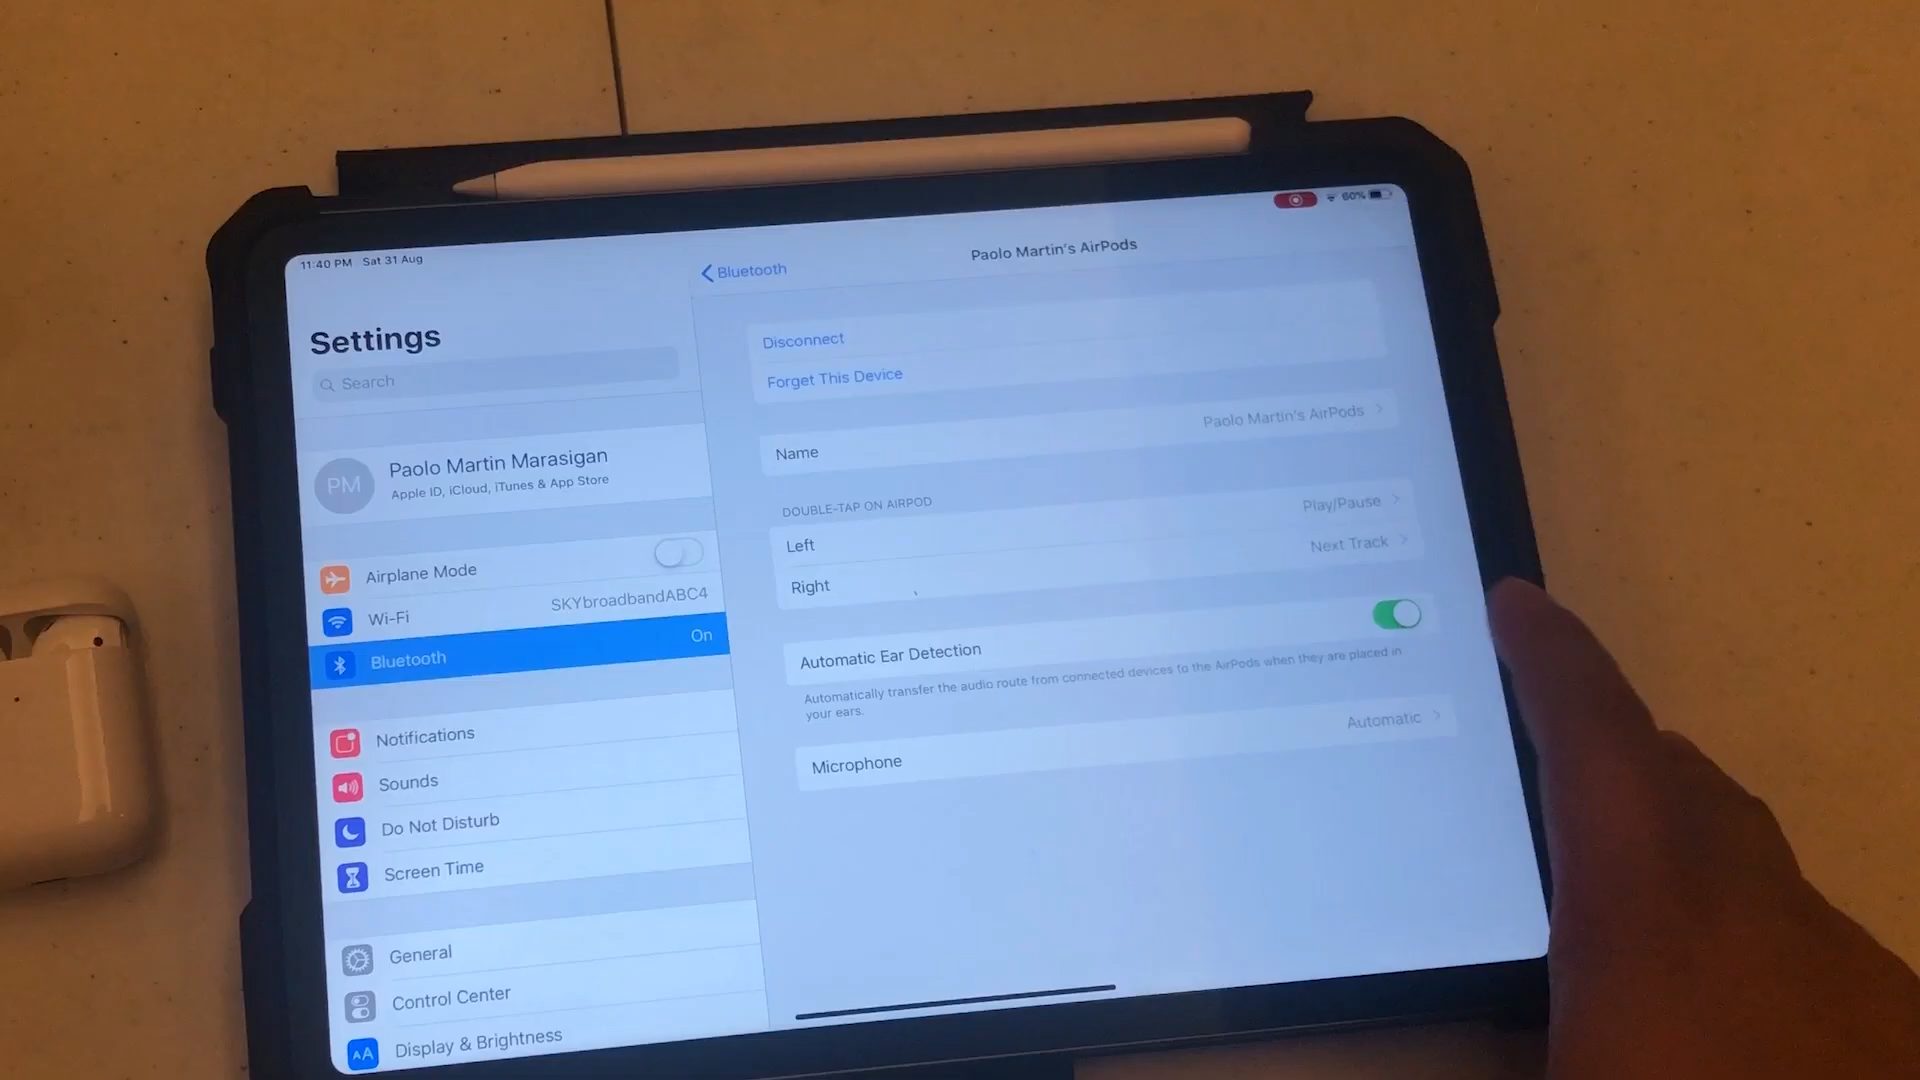 11:40 PM Sat 31 Aug
60%
Settings
Search
PM
Paolo Martin Marasigan
Apple ID, iCloud, iTunes & App Store
Airplane Mode
Wi-Fi SKYbroadbandABC4
Bluetooth On
Notifications
Sounds
Do Not Disturb
Screen Time
General
Control Center
AA Display & Brightness
Bluetooth
Paolo Martin's AirPods
Disconnect
Forget This Device
Name Paolo Martin's AirPods
DOUBLE-TAP ON AIRPOD
Left Play/Pause
Right Next Track
Automatic Ear Detection
Automatically transfer the audio route from connected devices to the AirPods when they are placed in
your ears.
Microphone Automatic